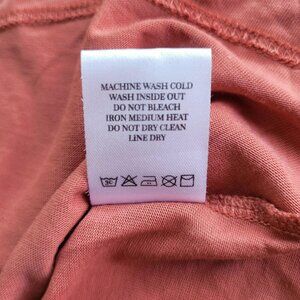 MACHINE WASH COLD
WASH INSIDE OUT
DO NOT BLEACH
IRON MEDIUM HEAT
DO NOT DRY CLEAN
LINE DRY